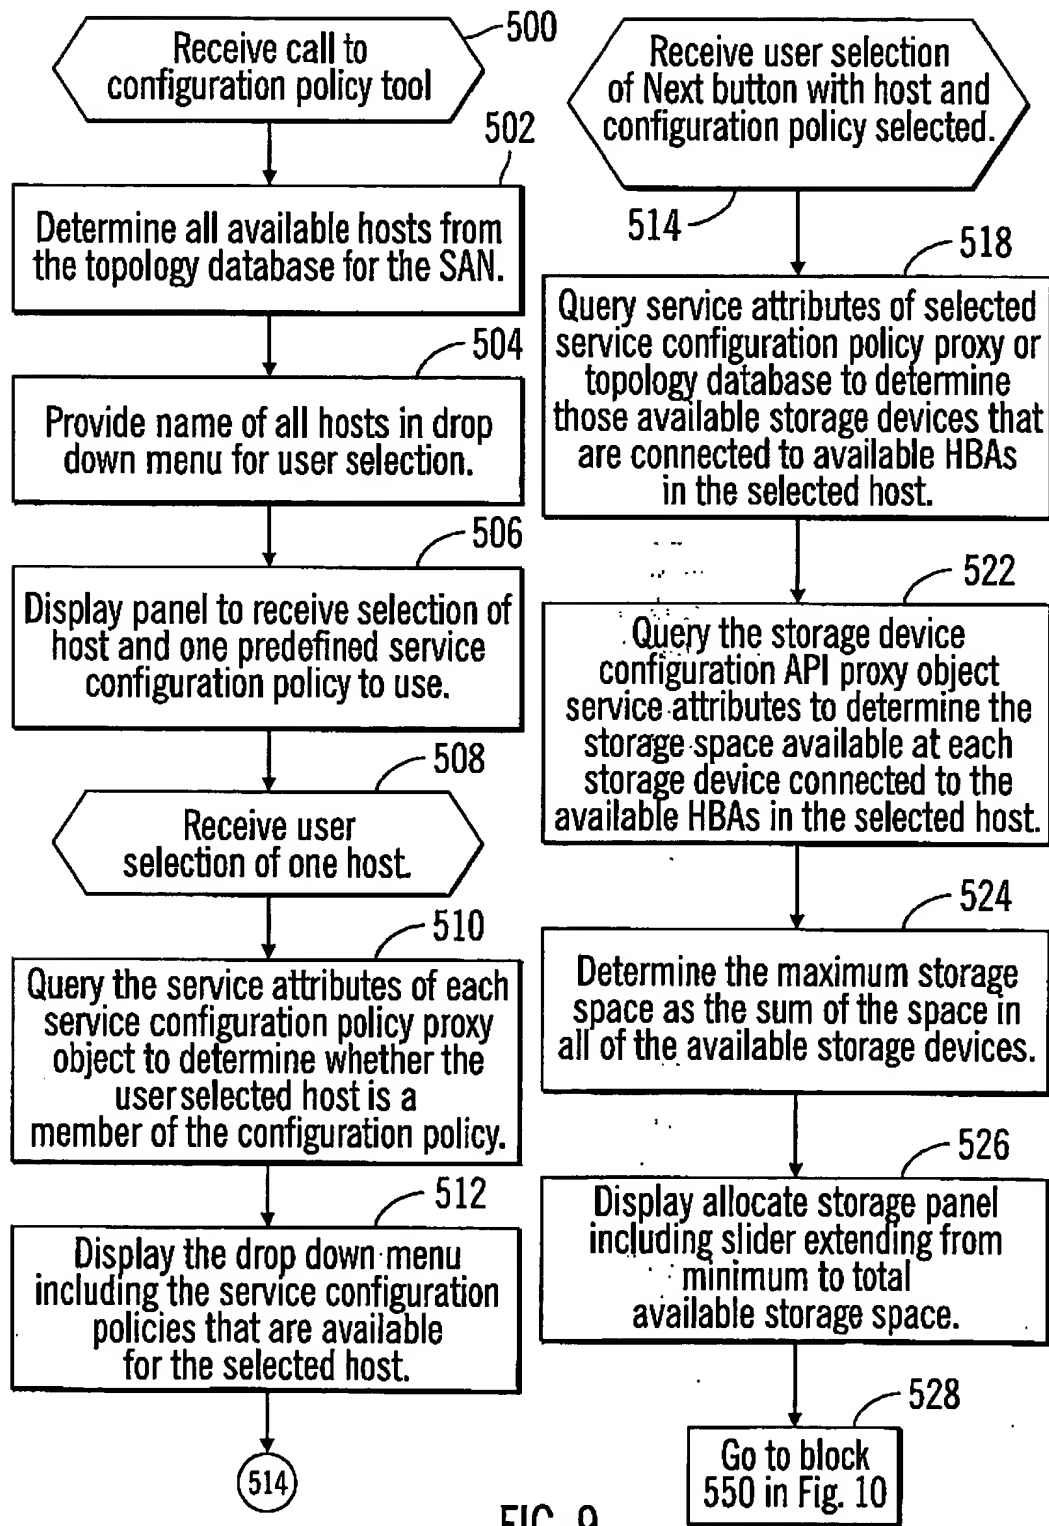 500
Receive call to
configuration policy tool
502
Determine all available hosts from
the topology database for the SAN.
504
Provide name of all hosts in drop
down menu for user selection.
506
Display panel to receive selection of
host and one predefined service
configuration policy to use.
508
Receive user
selection of one host.
510
Query the service attributes of each
service configuration policy proxy
object to determine whether the
user selected host is a
member of the configuration policy.
512
Display the drop down menu
including the service configuration
policies that are available
for the selected host.
514
Receive user selection
of Next button with host and
configuration policy selected.
514
518
Query service attributes of selected
service configuration policy proxy or
topology database to determine
those available storage devices that
are connected to available HBAs
in the selected host.
522
Query the storage device
configuration API proxy object
service attributes to determine the
storage space available at each
storage device connected to the
available HBAs in the selected host.
524
Determine the maximum storage
space as the sum of the space in
all of the available storage devices.
526
Display allocate storage panel
including slider extending from
minimum to total
available storage space.
528
Go to block
550 in Fig. 10
FIG. 9